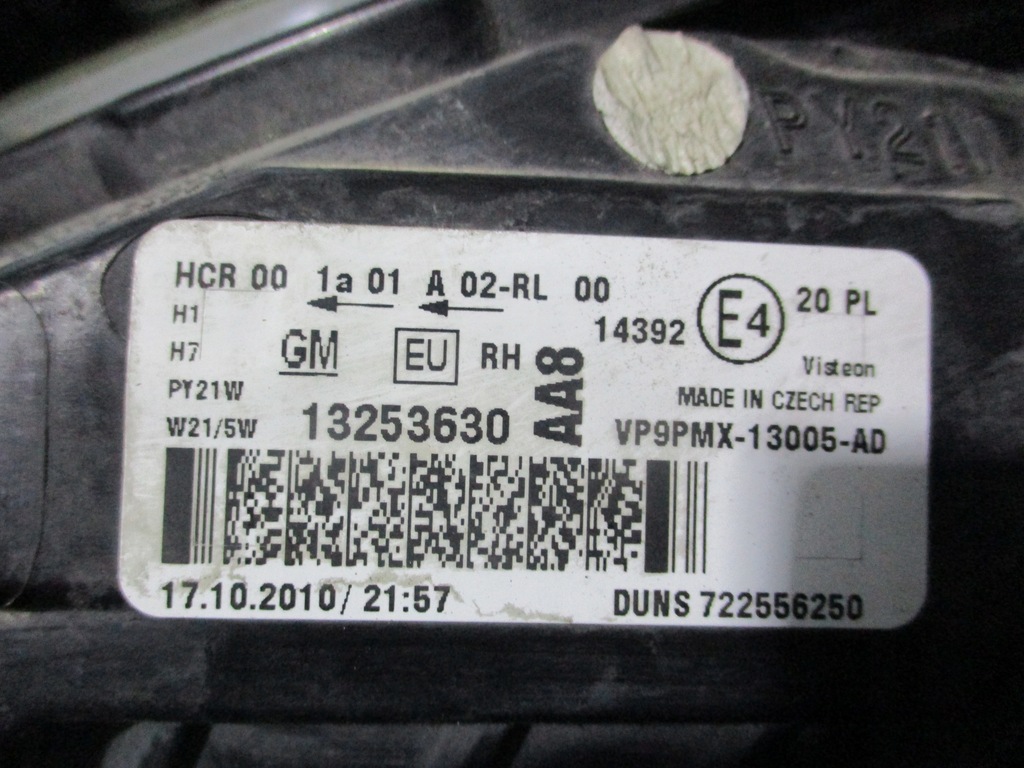 PY21W
HCR 00 1a 01 A 02-RL 00
H1
14392 E4 20 PL
H7 GM EU RH
Visteon
PY21W
MADE IN CZECH REP
W21/5W 13253630 AA8 VP9PMX-13005-AD
17.10.2010/ 21:57 DUNS 722556250